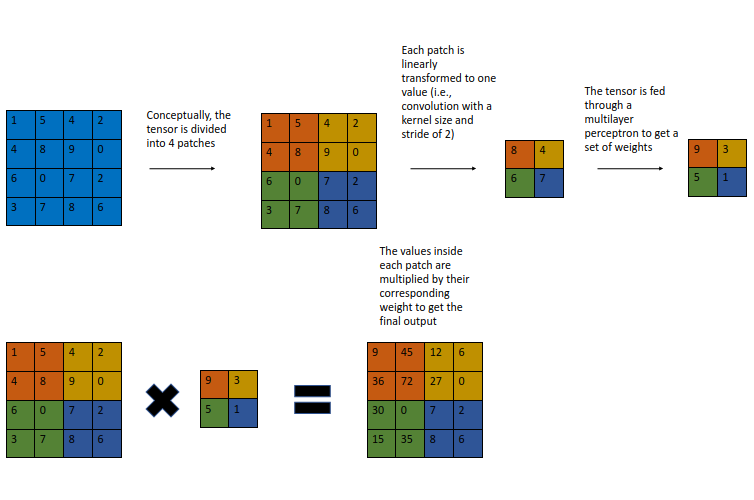 Each patch is
linearly
transformed to one
value (i.e.,
convolution with a
kernel size and
stride of 2)
The tensor is fed
through a
multilayer
perceptron to get a
set of weights
Conceptually, the
tensor is divided
into 4 patches
1 5 4 2
4 8 9 0
6 0 7 2
3 7 8 6
1 5 4 2
4 8 9 0
6 0 7 2
3 7 8 6
8 4
6 7
9 3
5 1
The values inside
each patch are
multiplied by their
corresponding
weight to get the
final output
1 5 4 2
4 8 9 0
6 0 7 2
3 7 8 6
9 3
5 1
9 45 12 6
36 72 27 0
30 0 7 2
15 35 8 6